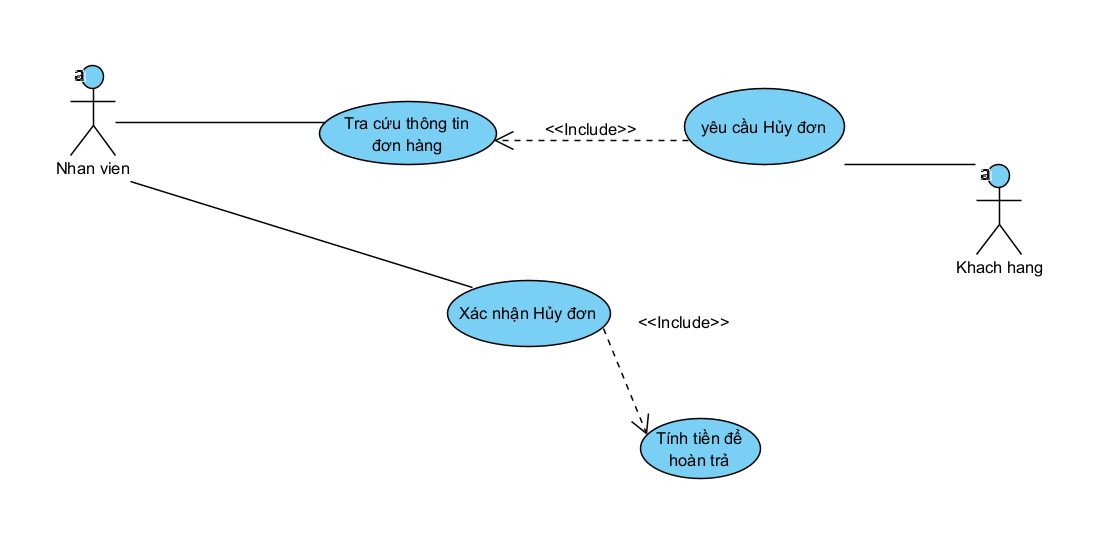 a
Nhan vien
Tra cứu thông tin
đơn hàng
<<Include>>
yêu cầu Hủy đơn
a
Khach hang
Xác nhận Hủy đơn
<<Include>>
Tính tiền để
hoàn trả